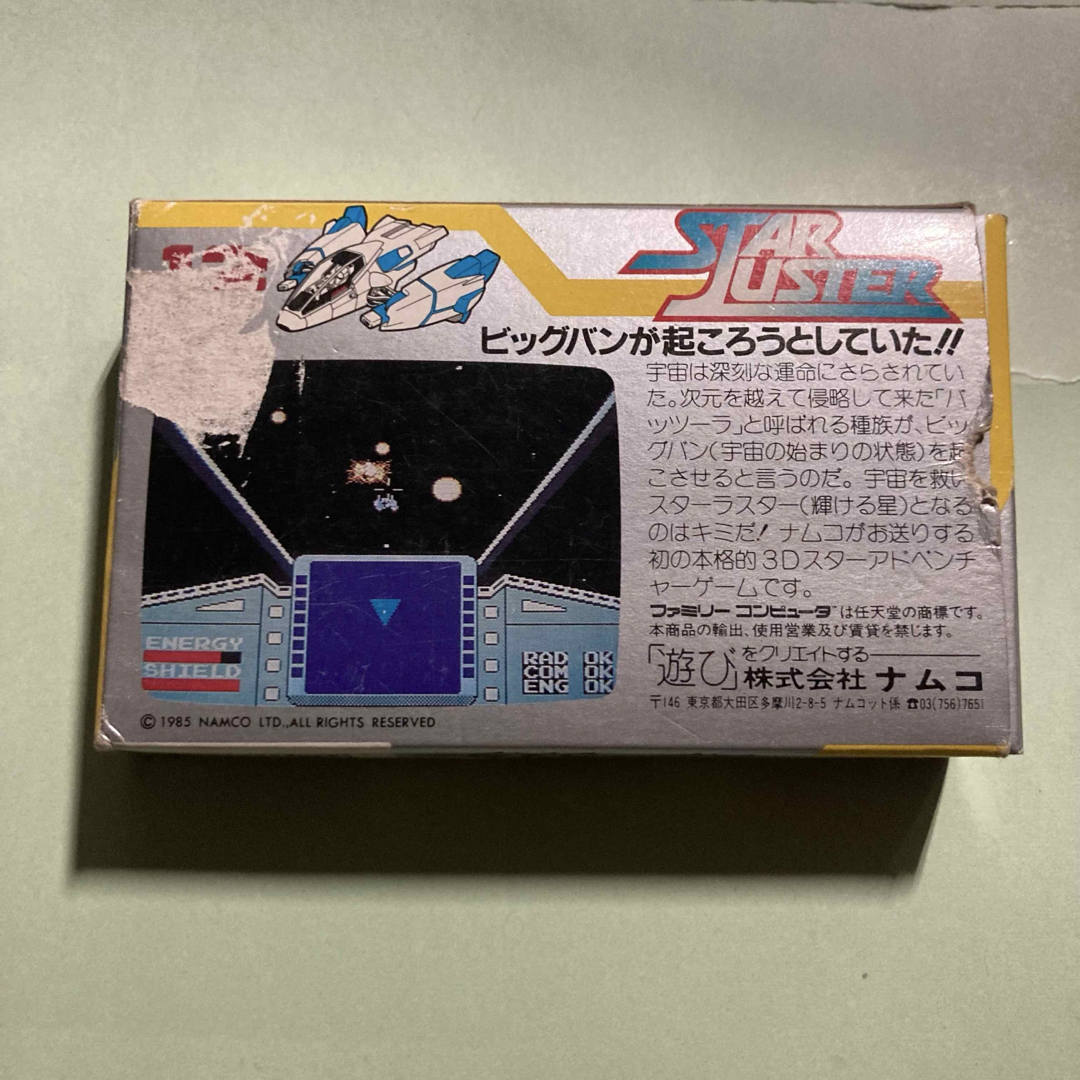 STAR LUSTER
ビッグバンが起ころうとしていた!!
宇宙は深刻な運命にさらされてい
た。次元を越えて侵略して来た「バ
ッツーラ」と呼ばれる種族が、ビッ
グバン(宇宙の始まりの状態)を起
こさせると言うのだ。宇宙を救い
スターラスター(輝ける星)となる
のはキミだ! ナムコがお送りする
初の本格的3Dスターアドベンチ
ャーゲームです。
ファミリーコンピュータ™は任天堂の商標です。
本商品の輸出、使用営業及び賃貸を禁じます。
「遊び」をクリエイトする
株式会社 ナムコ
〒146 東京都大田区多摩川2-8-5 ナムコット係 ☎03(756)7651
ENERGY
SHIELD
RAD OK
COM OK
ENG OK
© 1985 NAMCO LTD.,ALL RIGHTS RESERVED